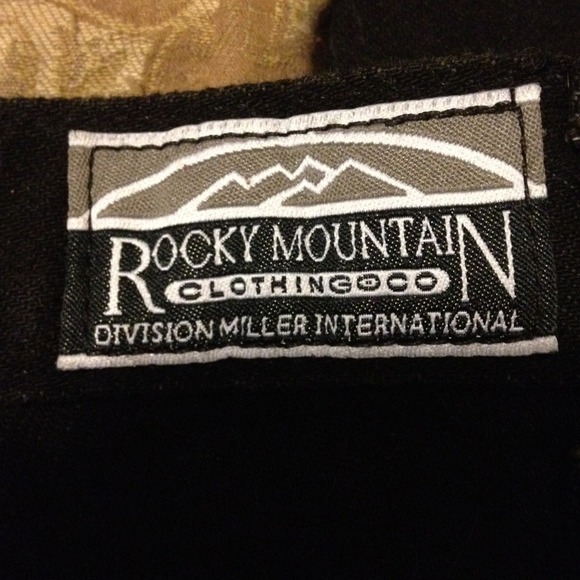 ROCKY MOUNTAIN
CLOTHING CO
DIVISION MILLER INTERNATIONAL